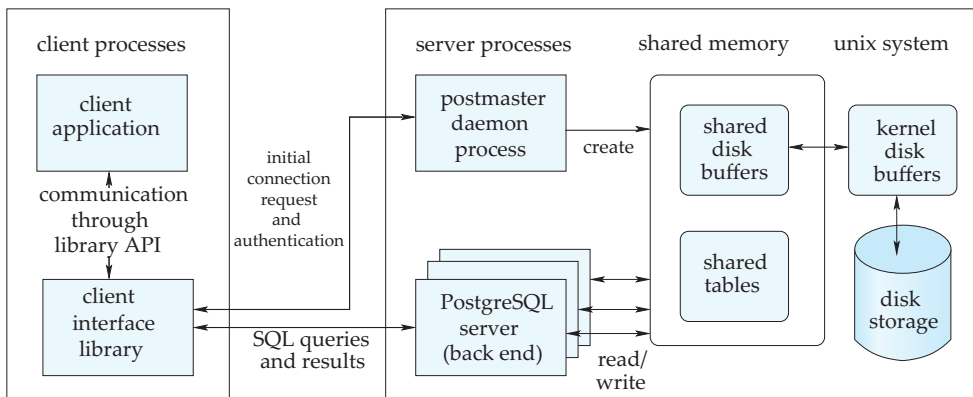 client processes
client
application
communication
through
library API
client
interface
library
initial
connection
request
and
authentication
SQL queries
and results
server processes
postmaster
daemon
process
create
PostgreSQL
server
(back end)
read/
write
shared memory
shared
disk
buffers
shared
tables
unix system
kernel
disk
buffers
disk
storage